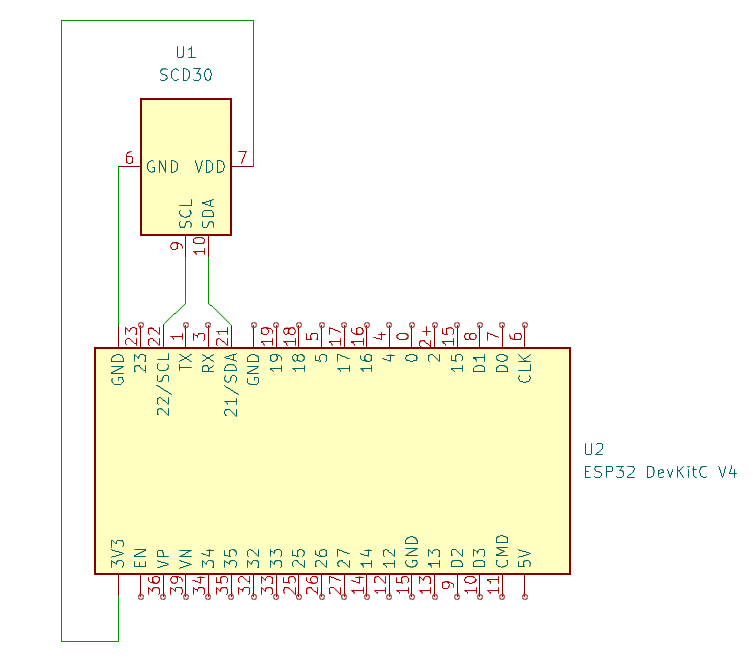 U1
SCD30
6 GND VDD 7
SCL SDA
9 10
23 22 1 3 21 19 18 5 17 16 4 0 2+ 15 8 7 6
GND 23 22/SCL TX RX 21/SDA GND 19 18 5 17 16 4 0 2 15 D1 D0 CLK
U2
ESP32 DevKitC V4
3V3 EN VP VN 34 35 32 33 25 26 27 14 12 GND 13 D2 D3 CMD 5V
36 39 34 35 32 33 25 26 27 14 12 15 13 9 10 11